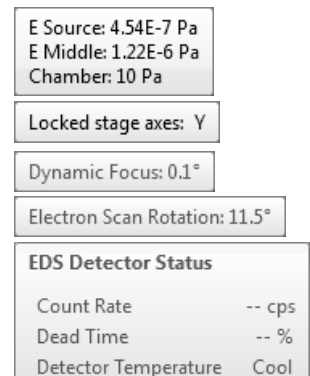 E Source: 4.54E-7 Pa
E Middle: 1.22E-6 Pa
Chamber: 10 Pa
Locked stage axes: Y
Dynamic Focus: 0.1°
Electron Scan Rotation: 11.5°
EDS Detector Status
Count Rate -- cps
Dead Time -- %
Detector Temperature Cool